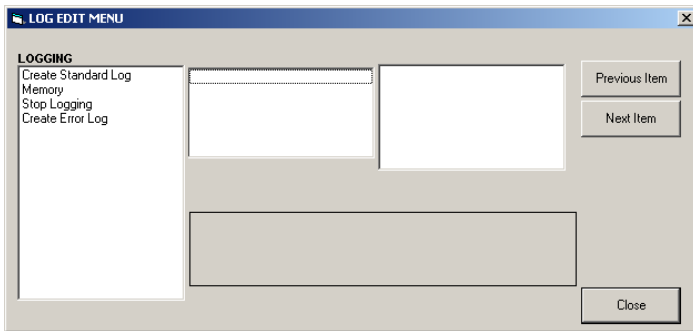 LOG EDIT MENU
LOGGING
Create Standard Log
Memory
Stop Logging
Create Error Log
Previous Item
Next Item
Close